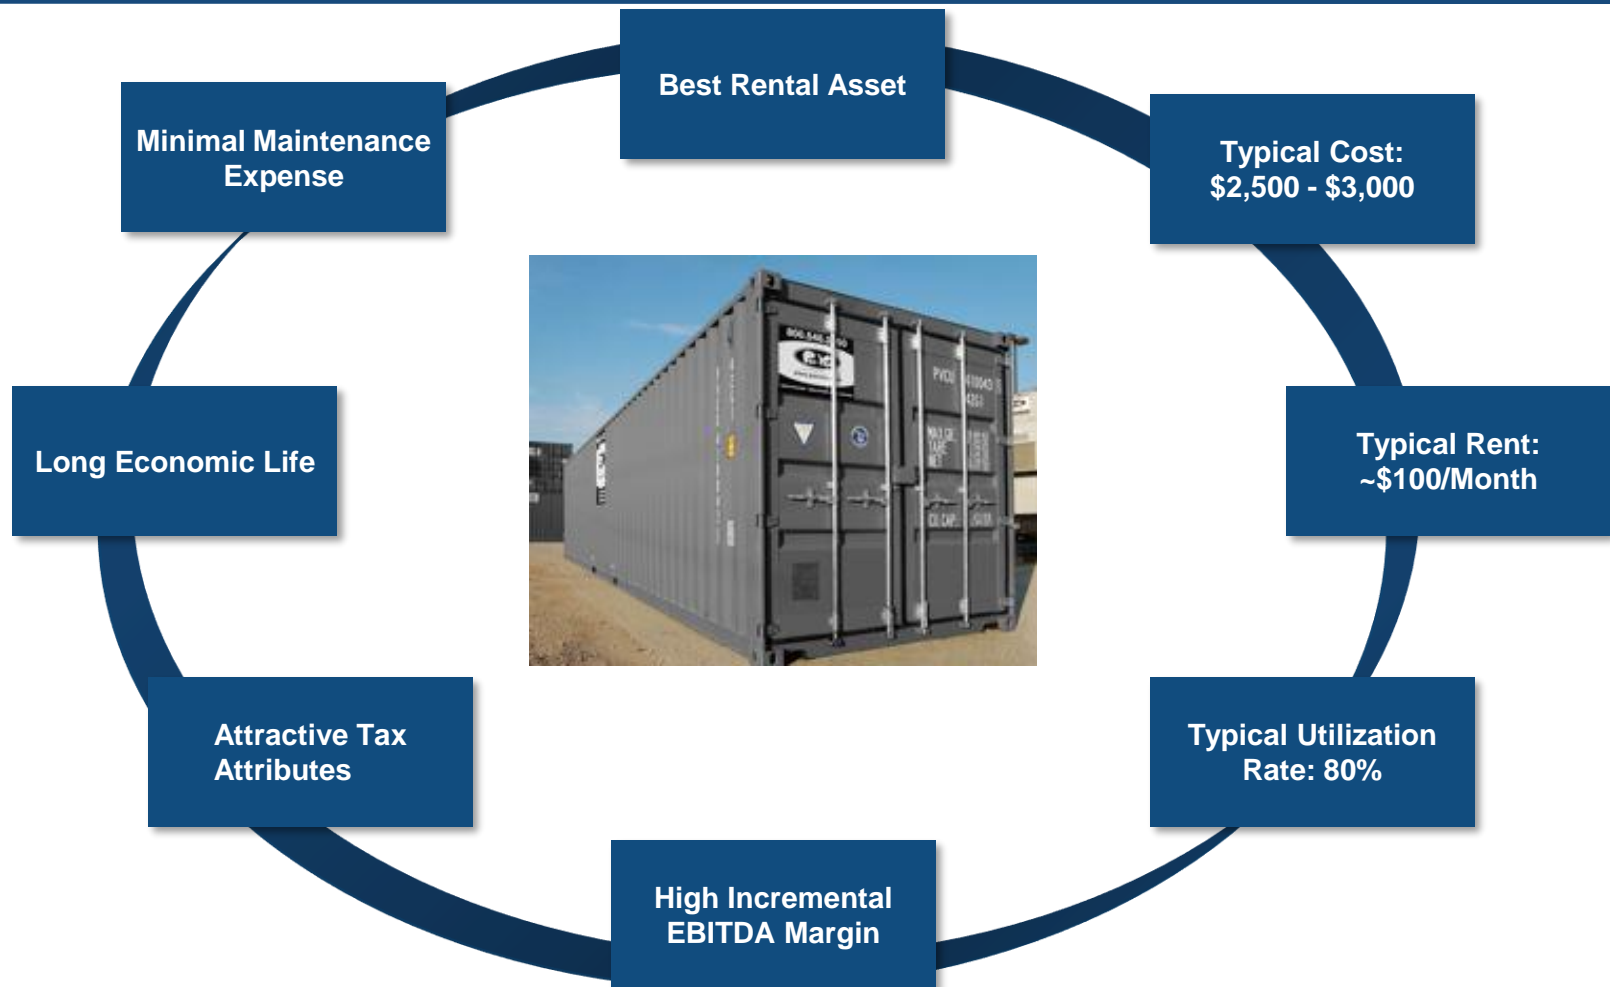 Best Rental Asset
Typical Cost:
$2,500 - $3,000
Typical Rent:
~$100/Month
Typical Utilization
Rate: 80%
High Incremental
EBITDA Margin
Attractive Tax
Attributes
Long Economic Life
Minimal Maintenance
Expense
PVCU